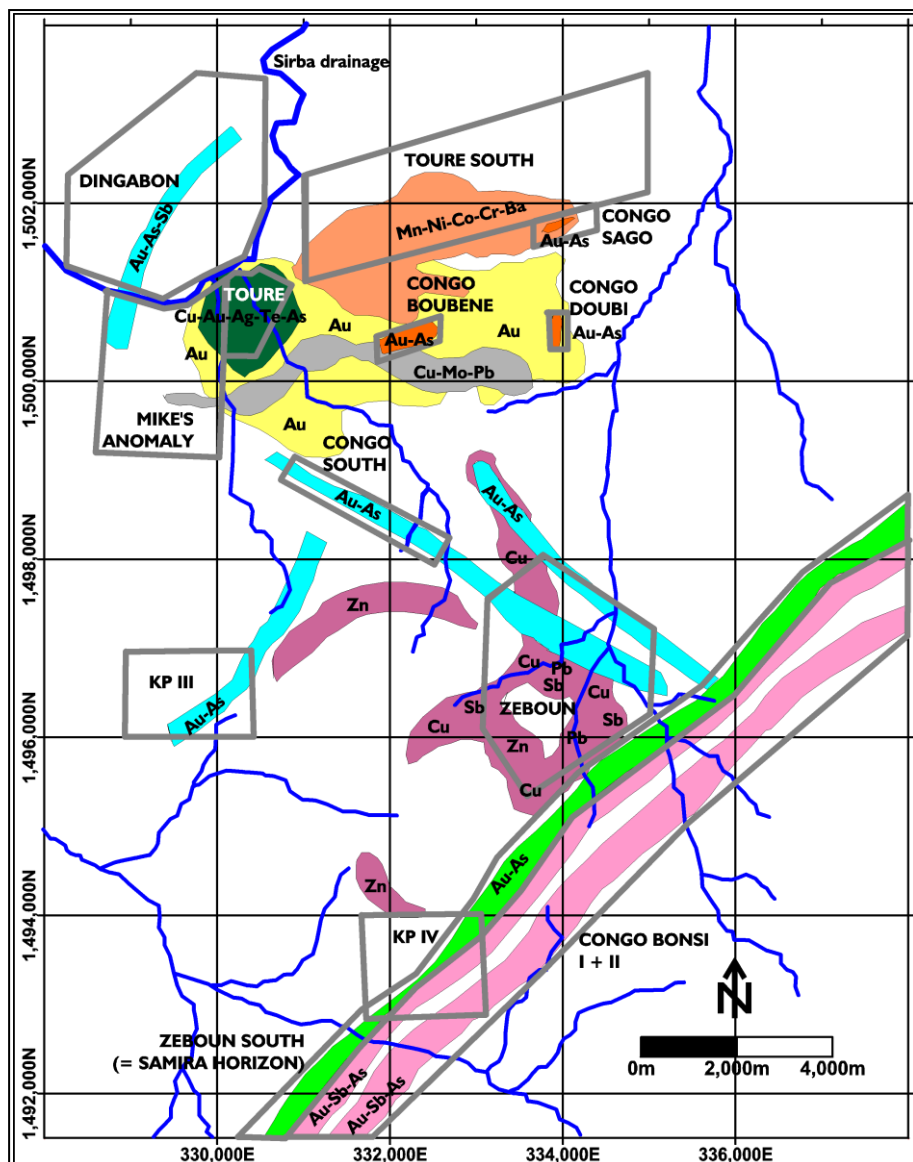 Sirba drainage
1,502,000N
1,500,000N
1,498,000N
1,496,000N
1,494,000N
1,492,000N
DINGABON
Au-As-Sb
TOURE SOUTH
Mn-Ni-Co-Cr-Ba
CONGO
SAGO
Au-As
TOURE
Cu-Au-Ag-Te-As
CONGO
BOUBENE
Au-As
CONGO
DOUBI
Au-As
Au
Au
Au
Cu-Mo-Pb
MIKE'S
ANOMALY
Au
CONGO
SOUTH
Au-As
Au-As
Cu
Zn
KP III
Au-As
Cu
Pb
Sb
Cu
Sb
ZEBOUN
Sb
Cu
Zn
Pb
Cu
Au-As
Zn
KP IV
CONGO BONSI
I + II
N
ZEBOUN SOUTH
(= SAMIRA HORIZON)
Au-Sb-As
Au-Sb-As
0m 2,000m 4,000m
330,000E 332,000E 334,000E 336,000E